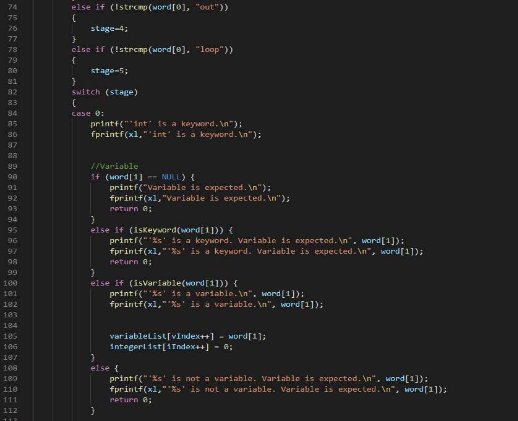 74 else if (!strcmp(word[0], "out"))
75 {
76 stage=4;
77 }
78 else if (!strcmp(word[0], "loop"))
79 {
80 stage=5;
81 }
82 switch (stage)
83 {
84 case 0:
85 printf("'int' is a keyword.\n");
86 fprintf(xl,"'int' is a keyword.\n");
87
88
89 //Variable
90 if (word[1] == NULL) {
91 printf("Variable is expected.\n");
92 fprintf(xl,"Variable is expected.\n");
93 return 0;
94 }
95 else if (isKeyword(word[1])) {
96 printf("'%s' is a keyword. Variable is expected.\n", word[1]);
97 fprintf(xl,"'%s' is a keyword. Variable is expected.\n", word[1]);
98 return 0;
99 }
100 else if (isVariable(word[1])) {
101 printf("'%s' is a variable.\n", word[1]);
102 fprintf(xl,"'%s' is a variable.\n", word[1]);
103
104
105 variableList[vIndex++] = word[1];
106 integerList[iIndex++] = 0;
107 }
108 else {
109 printf("'%s' is not a variable. Variable is expected.\n", word[1]);
110 fprintf(xl,"'%s' is not a variable. Variable is expected.\n", word[1]);
111 return 0;
112 }